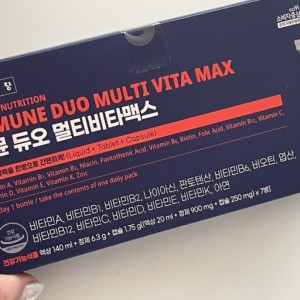 NUTRITION
MUNE DUO MULTI VITA MAX
듀오 멀티비타맥스
(Liquid + Tablet + Capsule)
Vitamin B2, Niacin, Pantothenic Acid, Vitamin B6, Biotin, Folic Acid, Vitamin B12, Vitamin C,
Vitamin E, Vitamin K, Zinc
1 bottle / take the contents of one daily pack
비타민A, 비타민B1, 비타민B2, 나이아신, 판토텐산, 비타민B6, 비오틴, 엽산,
비타민B12, 비타민C, 비타민D, 비타민E, 비타민K, 아연
건강기능식품 액상 140 ml + 정제 6.3 g + 캡슐 1.75 g (액상 20 ml + 정제 900 mg + 캡슐 250 mg) x 7병